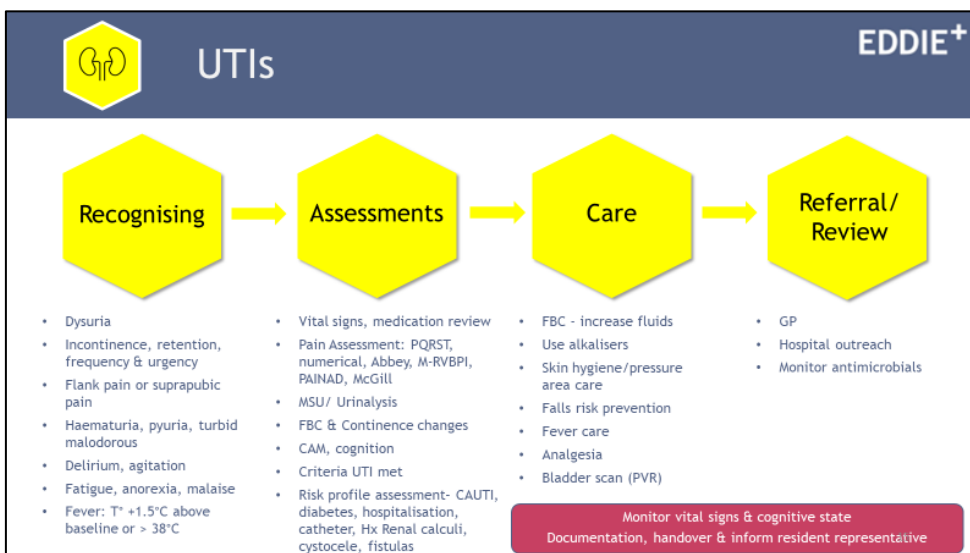 UTIs
EDDIE+
Recognising
Assessments
Care
Referral/
Review
• Dysuria
• Incontinence, retention,
frequency & urgency
• Flank pain or suprapubic
pain
• Haematuria, pyuria, turbid
malodorous
• Delirium, agitation
• Fatigue, anorexia, malaise
• Fever: T° +1.5°C above
baseline or > 38°C
• Vital signs, medication review
• Pain Assessment: PQRST,
numerical, Abbey, M-RVBPI,
PAINAD, McGill
• MSU/ Urinalysis
• FBC & Continence changes
• CAM, cognition
• Criteria UTI met
• Risk profile assessment- CAUTI,
diabetes, hospitalisation,
catheter, Hx Renal calculi,
cystocele, fistulas
• FBC - increase fluids
• Use alkalisers
• Skin hygiene/pressure
area care
• Falls risk prevention
• Fever care
• Analgesia
• Bladder scan (PVR)
• GP
• Hospital outreach
• Monitor antimicrobials
Monitor vital signs & cognitive state
Documentation, handover & inform resident representative